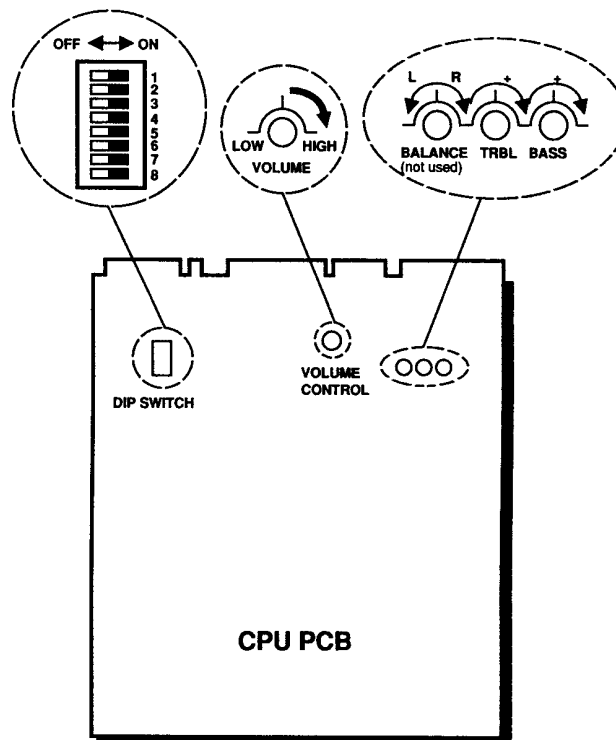 OFF ON
1
2
3
4
5
6
7
8
LOW HIGH
VOLUME
L R + +
BALANCE TRBL BASS
(not used)
DIP SWITCH
VOLUME
CONTROL
CPU PCB